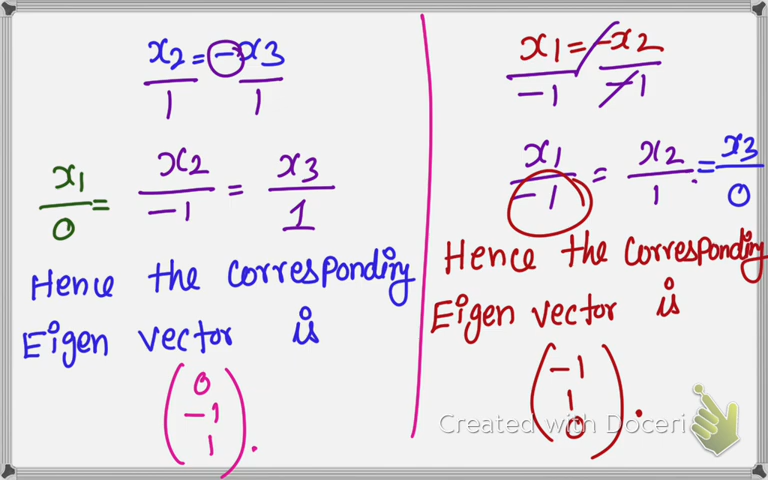 x2 = -x3
1 1
x1/0 = x2/-1 = x3/1
Hence the corresponding
Eigen vector is
(0
-1
1).
x1 = -x2
-1 -1
x1/-1 = x2/1 = x3/0
Hence the corresponding
Eigen vector is
(-1
1
0).
Created with Doceri